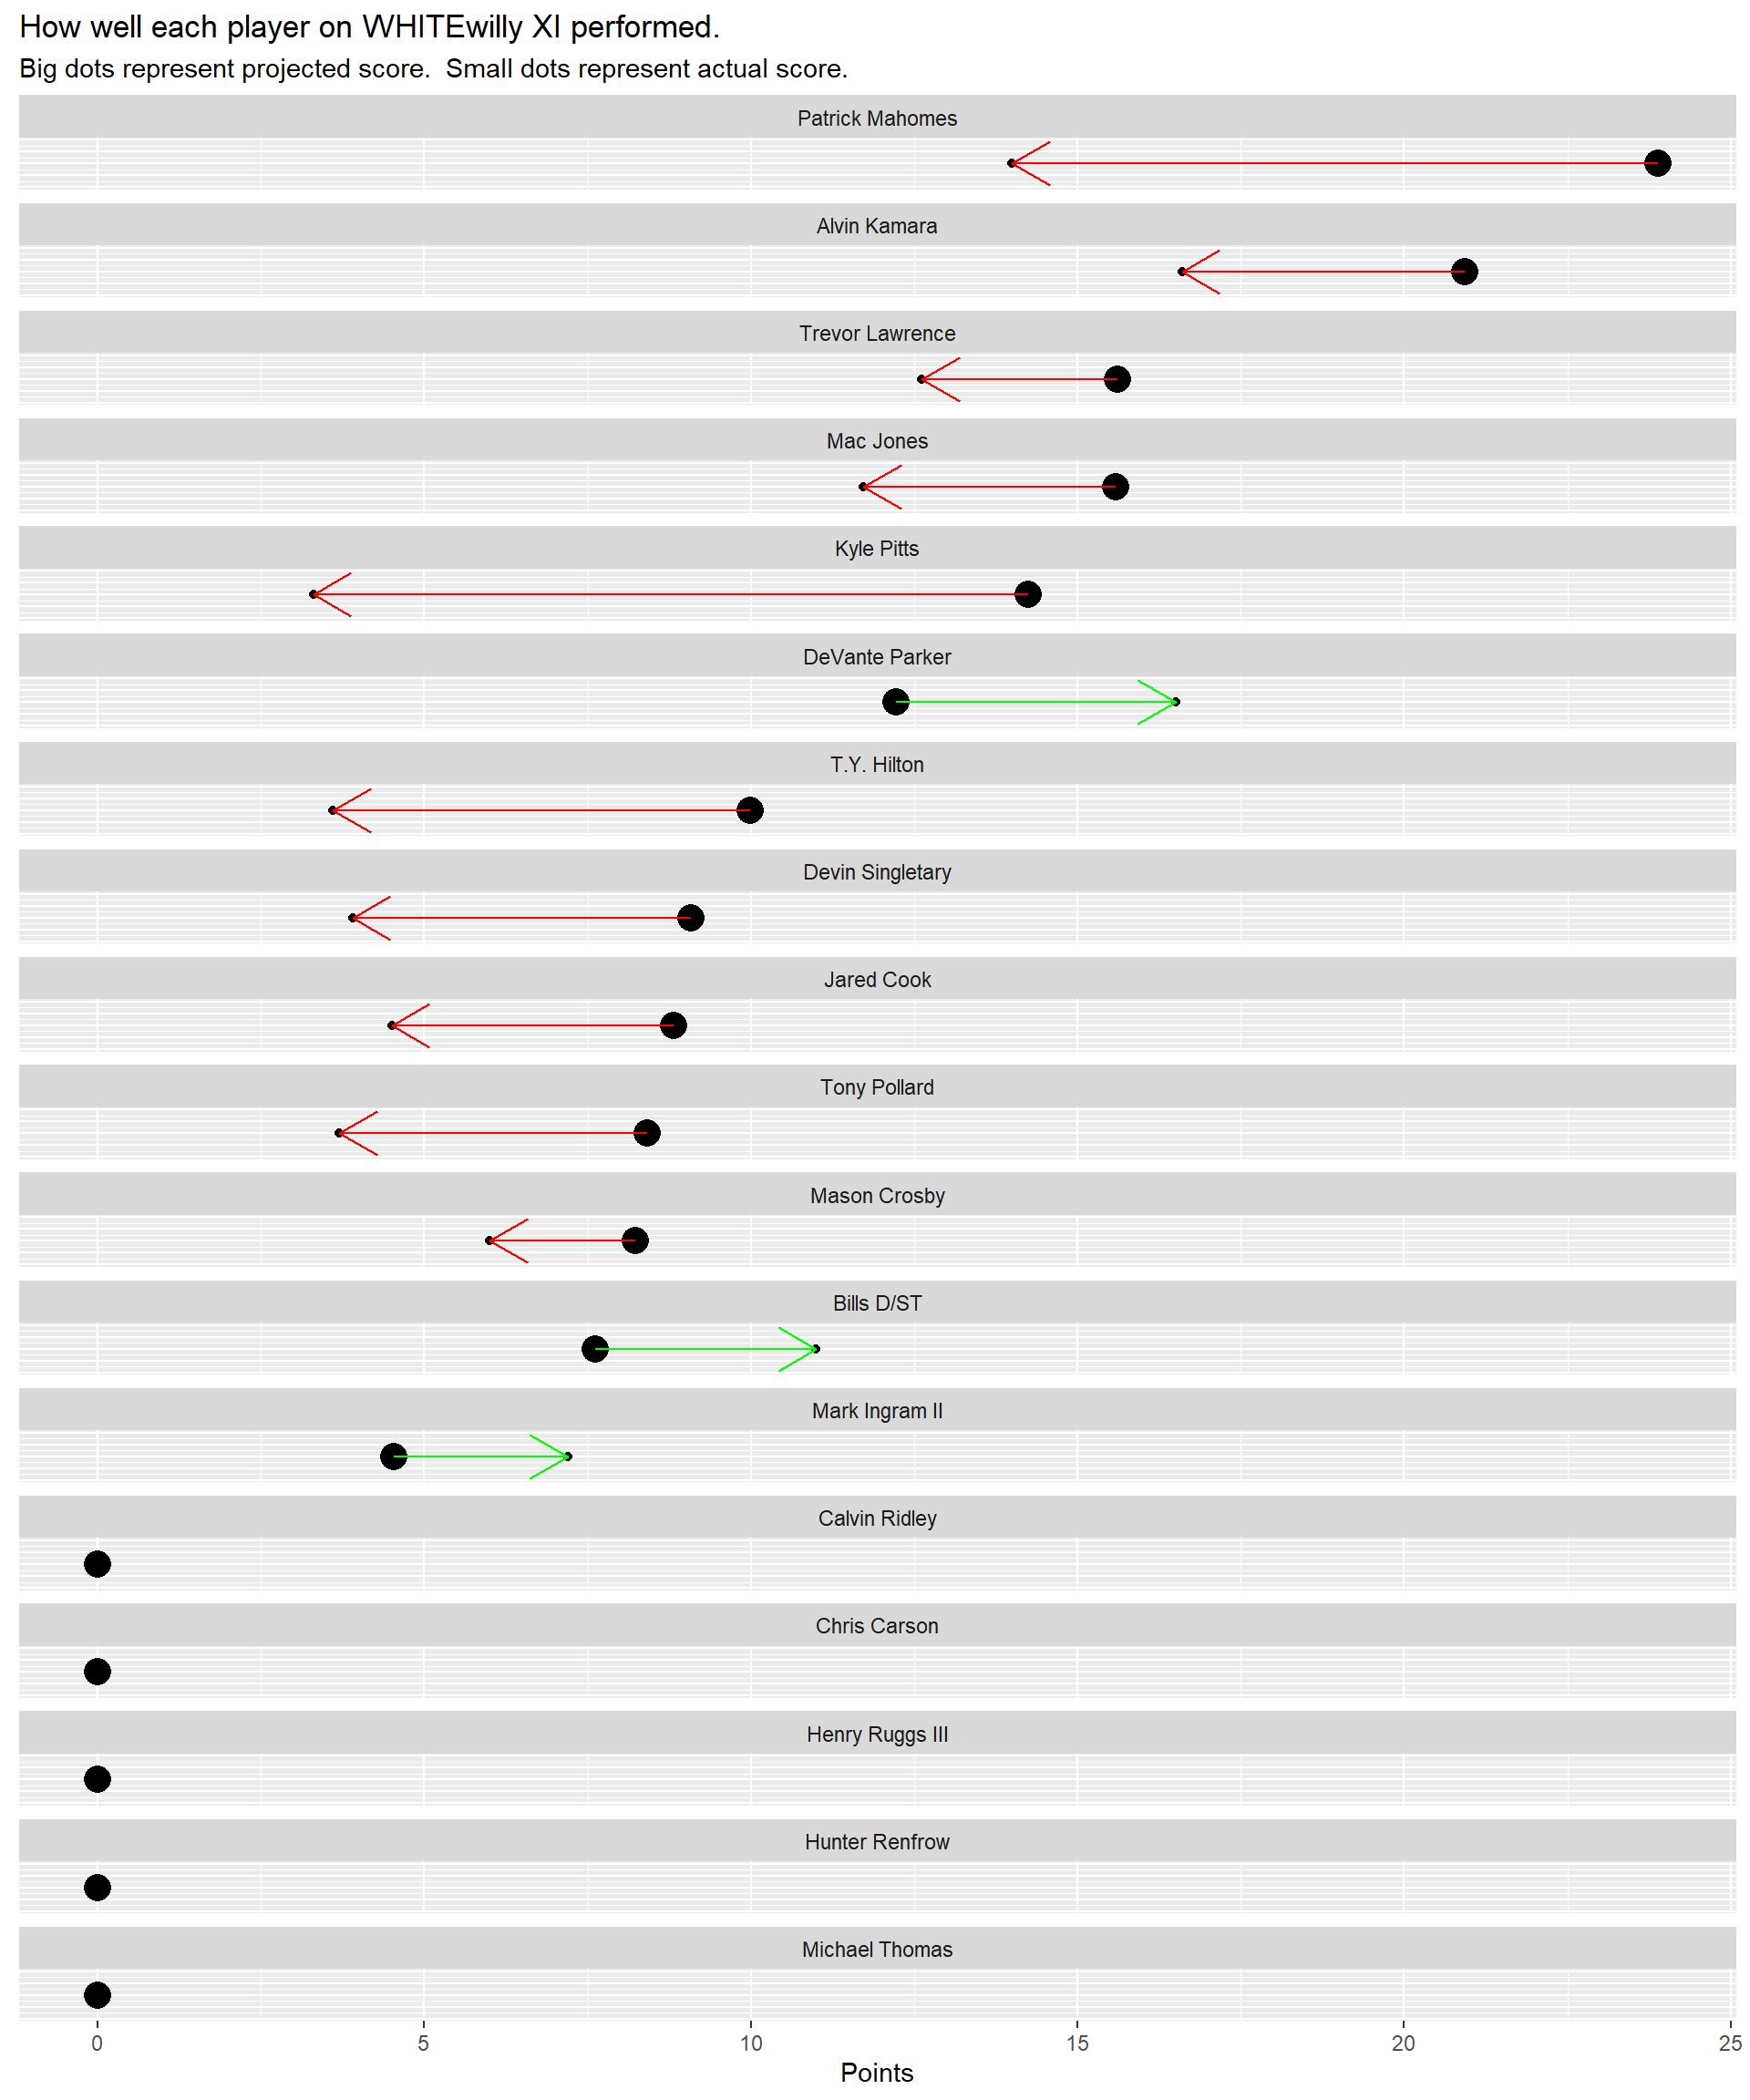 How well each player on WHITEwilly XI performed.
Big dots represent projected score.  Small dots represent actual score.
Patrick Mahomes
Alvin Kamara
Trevor Lawrence
Mac Jones
Kyle Pitts
DeVante Parker
T.Y. Hilton
Devin Singletary
Jared Cook
Tony Pollard
Mason Crosby
Bills D/ST
Mark Ingram II
Calvin Ridley
Chris Carson
Henry Ruggs III
Hunter Renfrow
Michael Thomas
0 5 10 15 20 25
Points